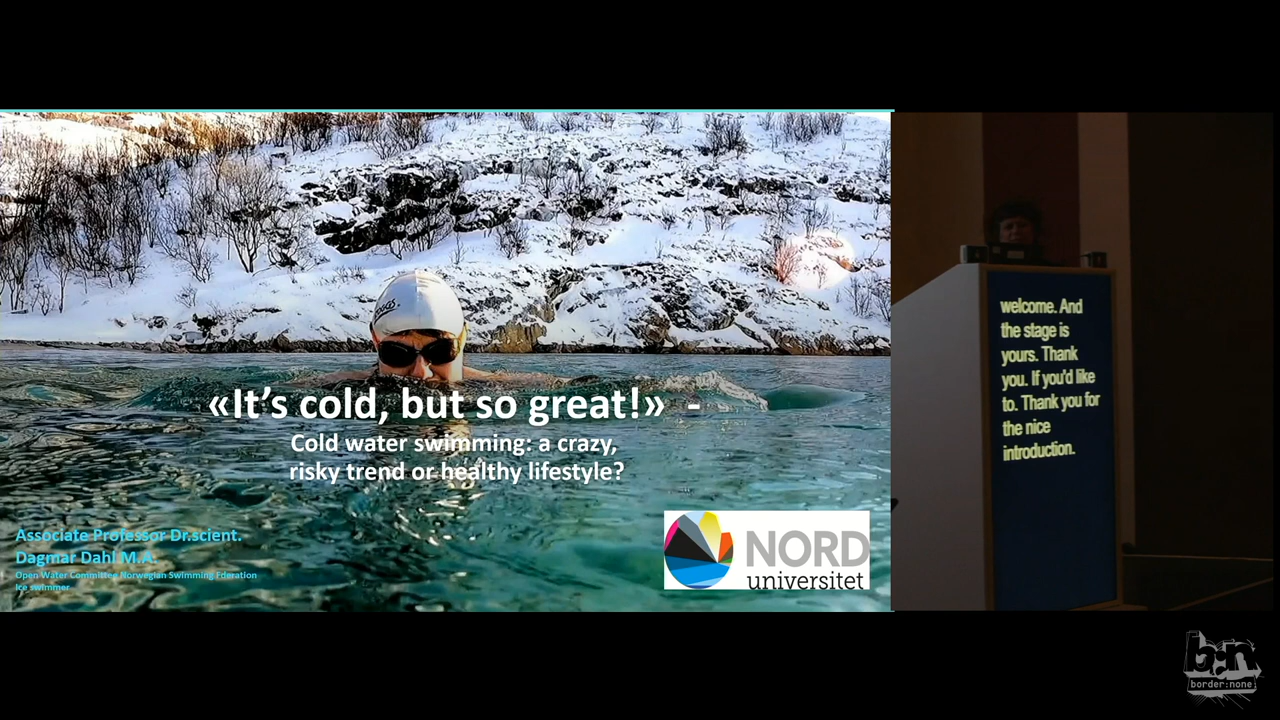 «It's cold, but so great!» -
Cold water swimming: a crazy,
risky trend or healthy lifestyle?
Associate Professor Dr.scient.
Dagmar Dahl M.A.
Open Water Committee Norwegian Swimming Fderation
Ice swimmer
NORD
universitet
welcome. And
the stage is
yours. Thank
you. If you'd like
to. Thank you for
the nice
introduction.
b:n
border:none